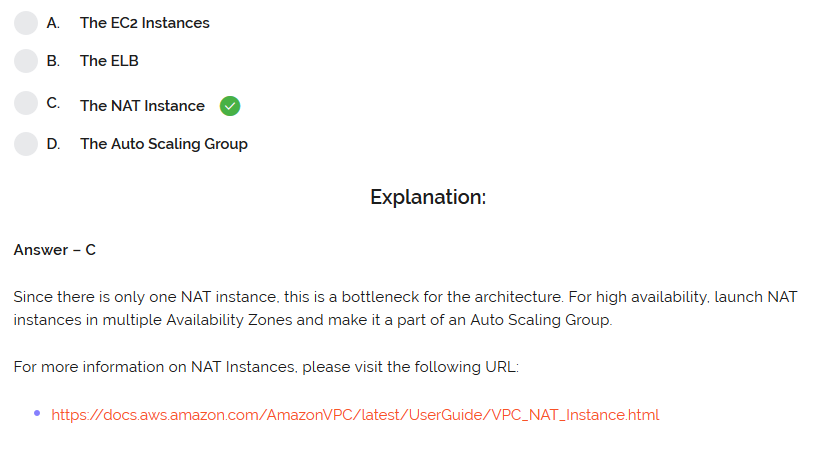 A. The EC2 Instances
B. The ELB
C. The NAT Instance
D. The Auto Scaling Group
Explanation:
Answer – C
Since there is only one NAT instance, this is a bottleneck for the architecture. For high availability, launch NAT
instances in multiple Availability Zones and make it a part of an Auto Scaling Group.
For more information on NAT Instances, please visit the following URL:
• https://docs.aws.amazon.com/AmazonVPC/latest/UserGuide/VPC_NAT_Instance.html